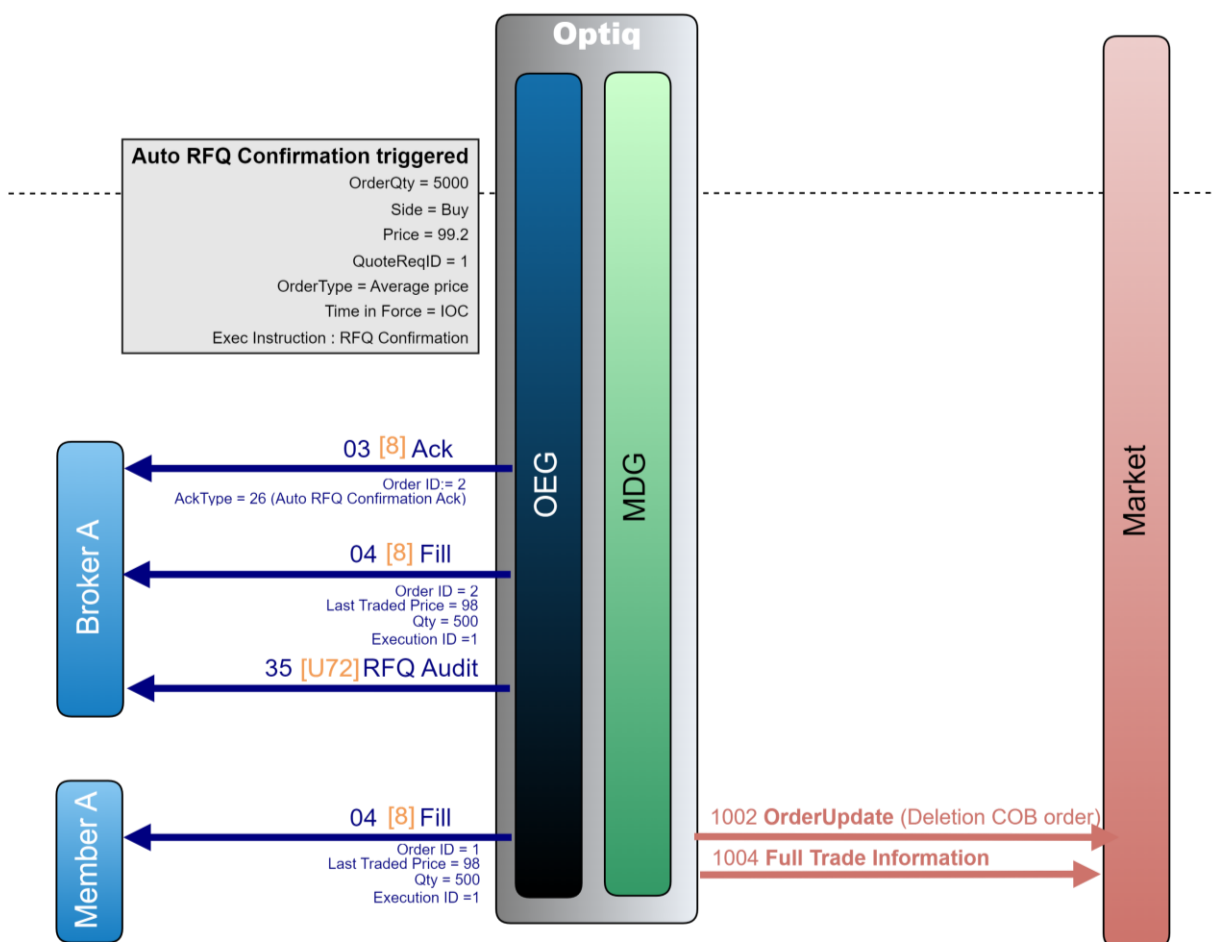 Optiq
Auto RFQ Confirmation triggered
OrderQty = 5000
Side = Buy
Price = 99.2
QuoteReqID = 1
OrderType = Average price
Time in Force = IOC
Exec Instruction : RFQ Confirmation
OEG
MDG
Market
Broker A
03 [8] Ack
Order ID:= 2
AckType = 26 (Auto RFQ Confirmation Ack)
04 [8] Fill
Order ID = 2
Last Traded Price = 98
Qty = 500
Execution ID =1
35 [U72] RFQ Audit
Member A
04 [8] Fill
Order ID = 1
Last Traded Price = 98
Qty = 500
Execution ID =1
1002 OrderUpdate (Deletion COB order)
1004 Full Trade Information